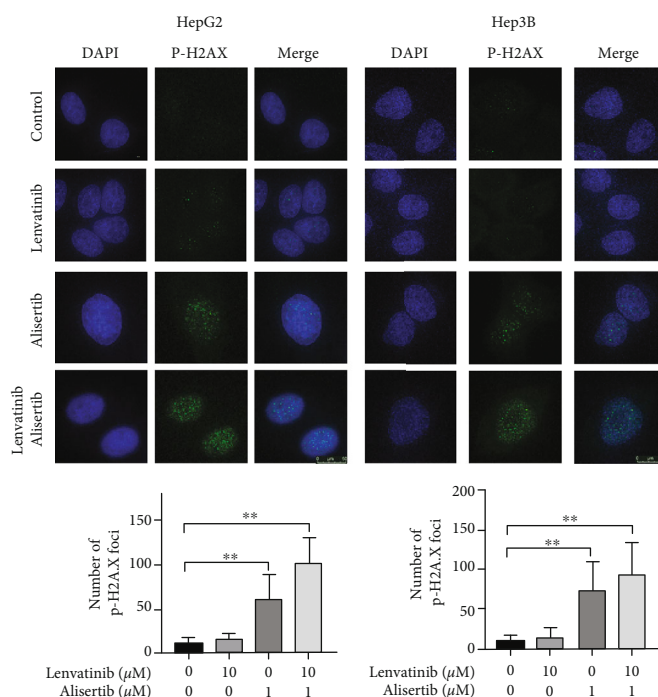 HepG2 Hep3B
DAPI P-H2AX Merge DAPI P-H2AX Merge
Control
Lenvatinib
Alisertib
Lenvatinib
Alisertib
Number of
p-H2A.X foci
150
100
50
0
**
**
Lenvatinib (μM) 0 10 0 10
Alisertib (μM) 0 0 1 1
Number of
p-H2A.X foci
200
150
100
50
0
**
**
Lenvatinib (μM) 0 10 0 10
Alisertib (μM) 0 0 1 1